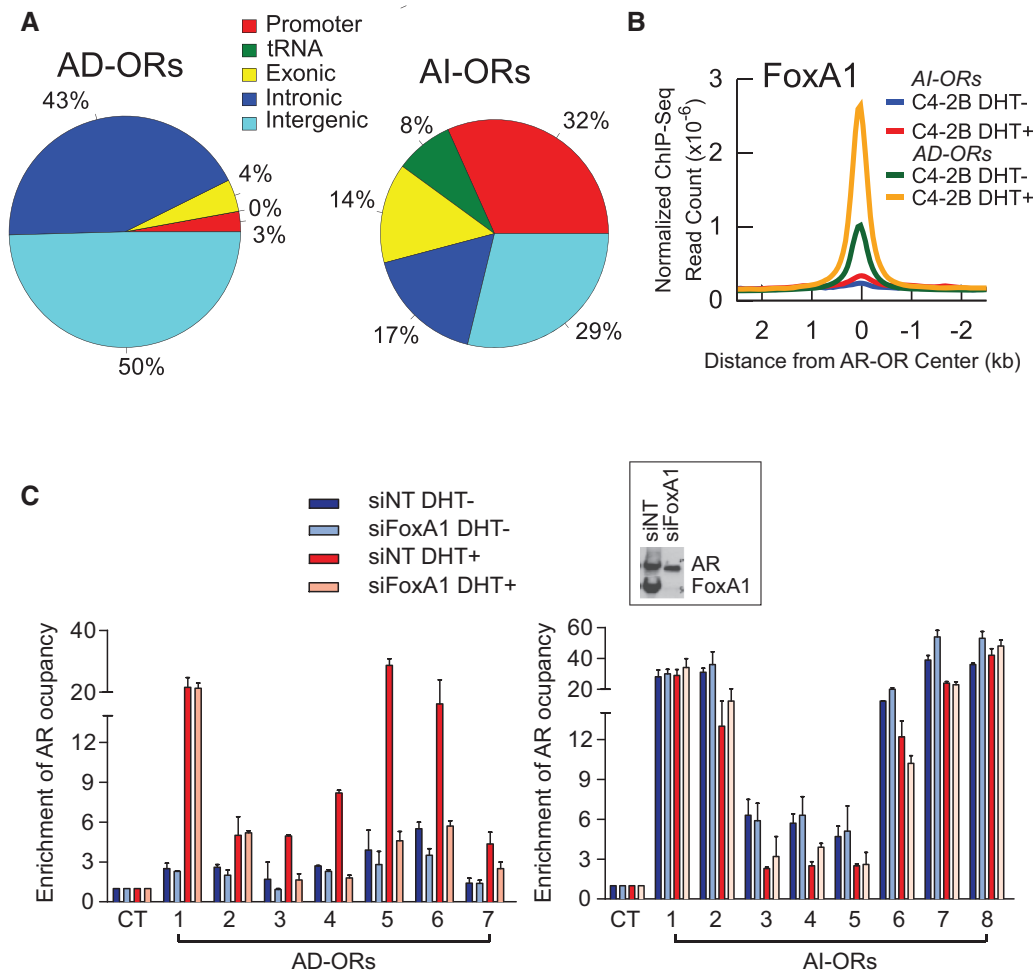 A
AD-ORs
43%
4%
0%
3%
50%
Promoter
tRNA
Exonic
Intronic
Intergenic
AI-ORs
8%
32%
14%
17%
29%
B
FoxA1
Normalized ChIP-Seq
Read Count (x10-6)
3
2
1
0
AI-ORs
C4-2B DHT-
C4-2B DHT+
AD-ORs
C4-2B DHT-
C4-2B DHT+
2 1 0 -1 -2
Distance from AR-OR Center (kb)
C
siNT DHT-
siFoxA1 DHT-
siNT DHT+
siFoxA1 DHT+
siNT
siFoxA1
AR
FoxA1
Enrichment of AR ocupancy
40
20
12
9
6
3
0
CT 1 2 3 4 5 6 7
AD-ORs
Enrichment of AR ocupancy
60
40
20
12
9
6
3
0
CT 1 2 3 4 5 6 7 8
AI-ORs